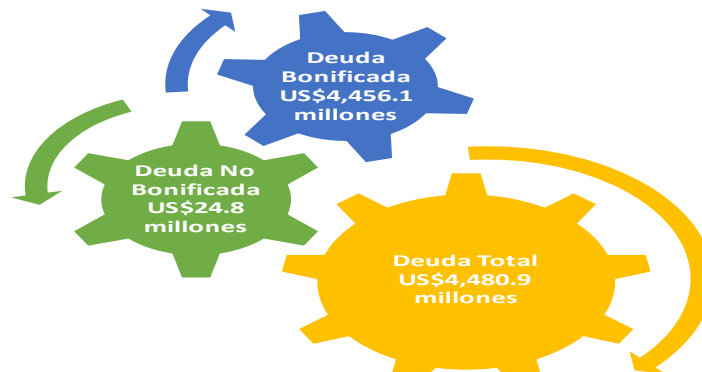 Deuda
Bonificada
US$4,456.1
millones
Deuda No
Bonificada
US$24.8
millones
Deuda Total
US$4,480.9
millones